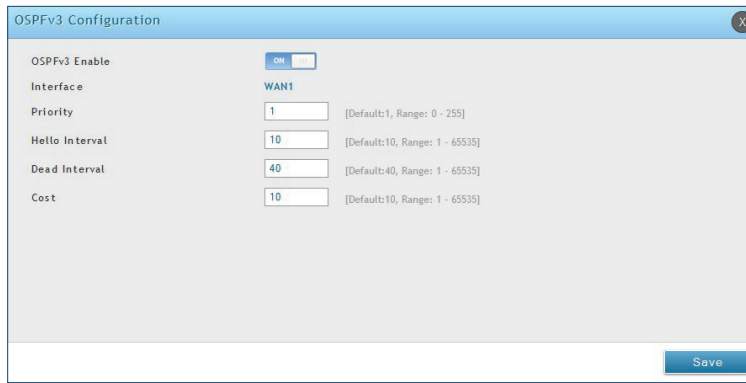 OSPFv3 Configuration
X
OSPFv3 Enable ON
Interface WAN1
Priority 1 [Default:1, Range: 0 - 255]
Hello Interval 10 [Default:10, Range: 1 - 65535]
Dead Interval 40 [Default:40, Range: 1 - 65535]
Cost 10 [Default:10, Range: 1 - 65535]
Save